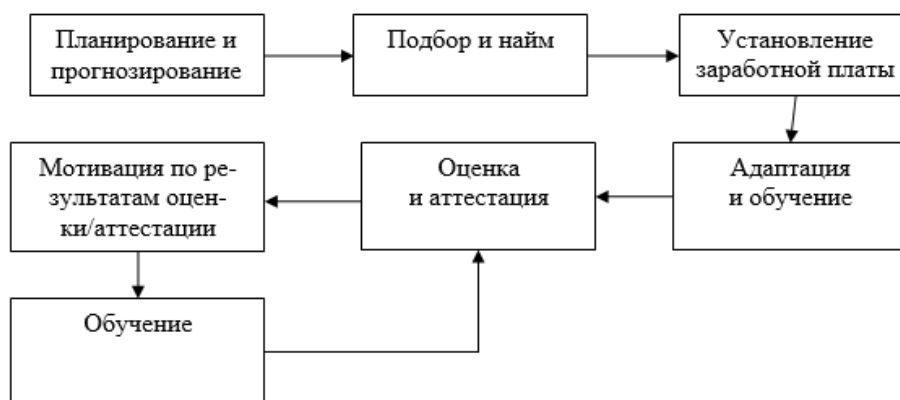 Планирование и
прогнозирование
Подбор и найм
Установление
заработной платы
Мотивация по ре-
зультатам оцен-
ки/аттестации
Оценка
и аттестация
Адаптация
и обучение
Обучение